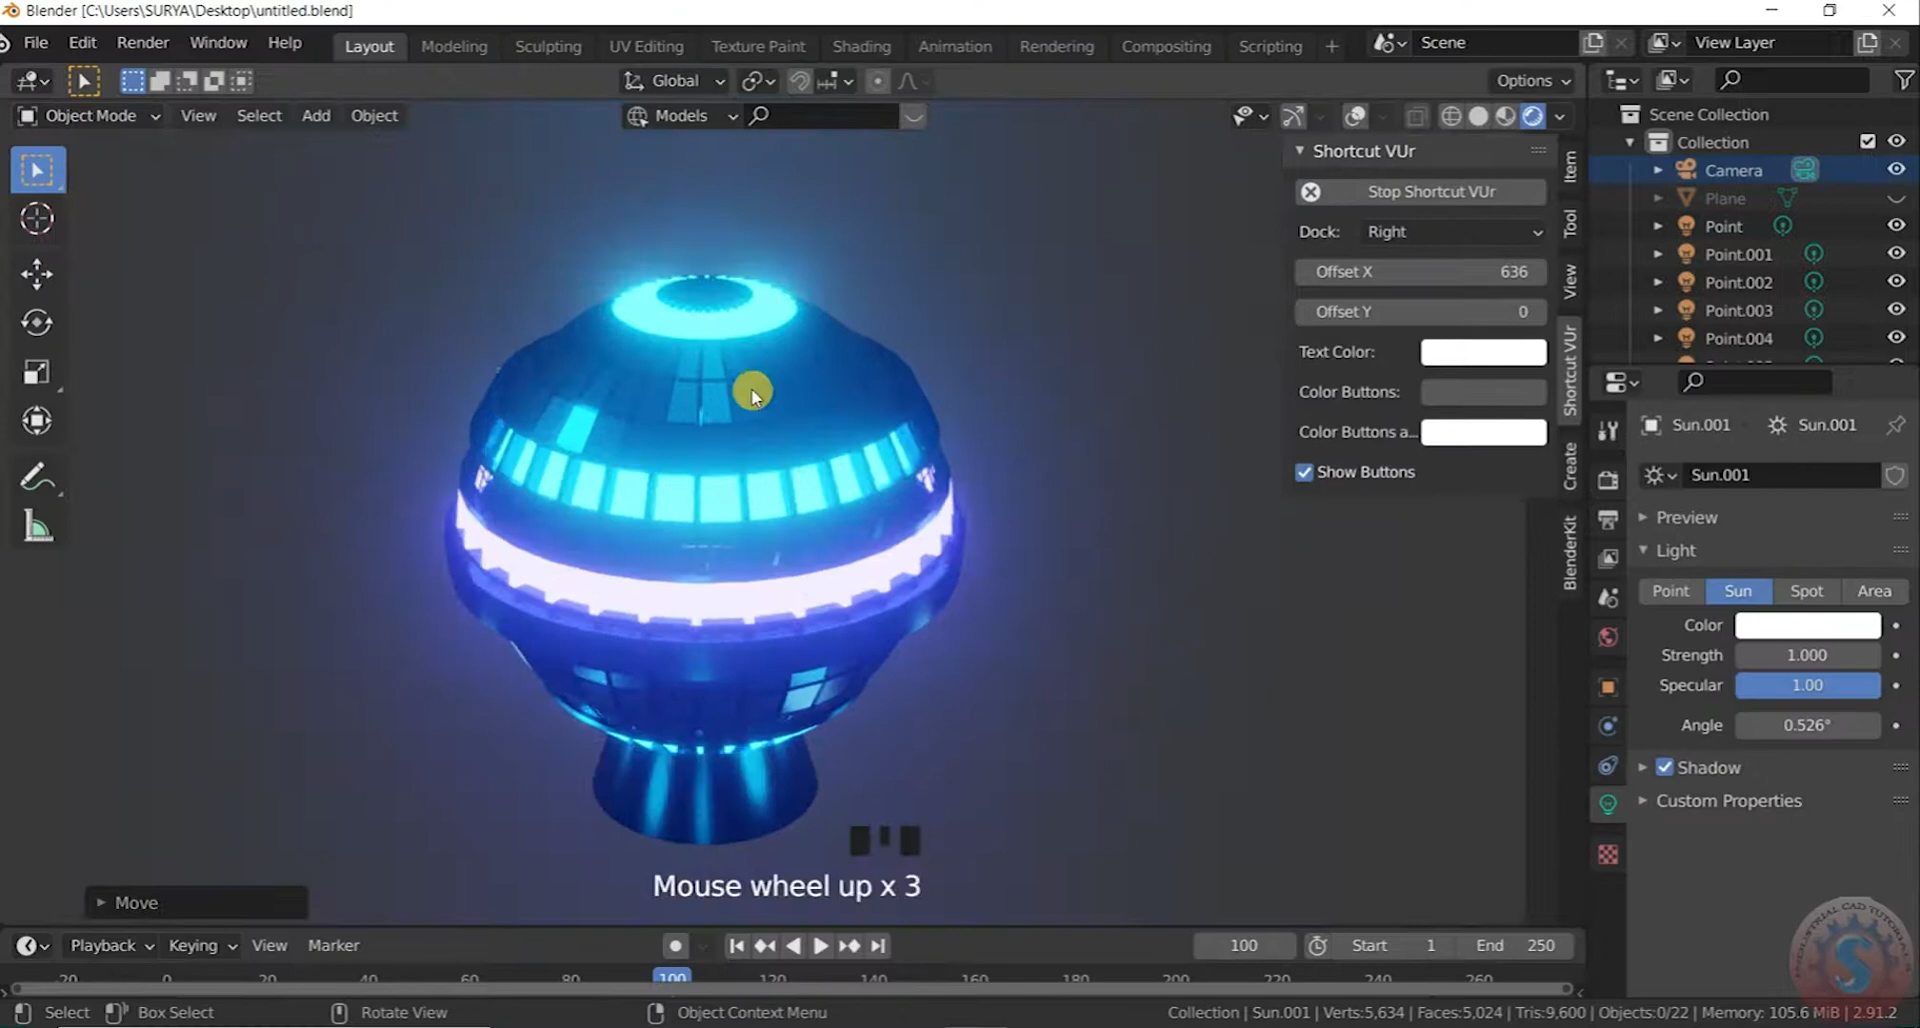 Blender [C:\Users\SURYA\Desktop\untitled.blend]
File Edit Render Window Help Layout Modeling Sculpting UV Editing Texture Paint Shading Animation Rendering Compositing Scripting + Scene View Layer
Global Options
Object Mode View Select Add Object Models
Scene Collection
Collection
Camera
Plane
Point
Point.001
Point.002
Point.003
Point.004
Shortcut VUr
Stop Shortcut VUr
Dock: Right
Offset X 636
Offset Y 0
Text Color:
Color Buttons:
Color Buttons a...
Show Buttons
Item
Tool
View
Shortcut VUr
Create
BlenderKit
Sun.001 Sun.001
Sun.001
Preview
Light
Point Sun Spot Area
Color
Strength 1.000
Specular 1.00
Angle 0.526°
Shadow
Custom Properties
Mouse wheel up x 3
Move
Playback Keying View Marker 100 Start 1 End 250
-20 0 20 40 60 80 100 120 140 160 180 200 220 240 260
Select Box Select Rotate View Object Context Menu Collection | Sun.001 | Verts:5,634 | Faces:5,024 | Tris:9,600 | Objects:0/22 | Memory: 105.6 MiB | 2.91.2
INDUSTRIAL CAD TUTORIALS
S